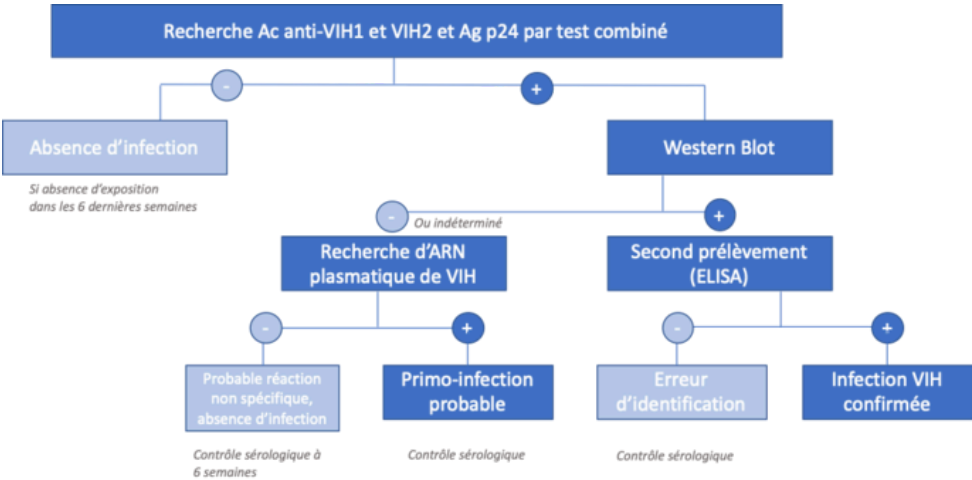 Recherche Ac anti-VIH1 et VIH2 et Ag p24 par test combiné
-
+
Absence d'infection
Western Blot
Si absence d'exposition
dans les 6 dernières semaines
-
Ou indéterminé
+
Recherche d'ARN
plasmatique de VIH
Second prélèvement
(ELISA)
-
+
-
+
Probable réaction
non spécifique,
absence d'infection
Primo-infection
probable
Erreur
d'identification
Infection VIH
confirmée
Contrôle sérologique à
6 semaines
Contrôle sérologique
Contrôle sérologique